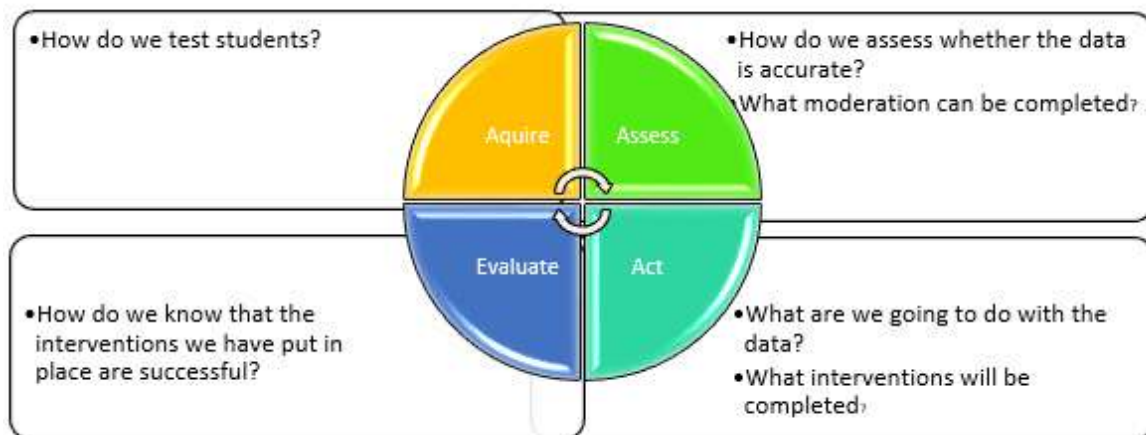 •How do we test students?
•How do we assess whether the data
is accurate?
•What moderation can be completed?
Aquire
Assess
Evaluate
Act
•How do we know that the
interventions we have put in
place are successful?
•What are we going to do with the
data?
•What interventions will be
completed?